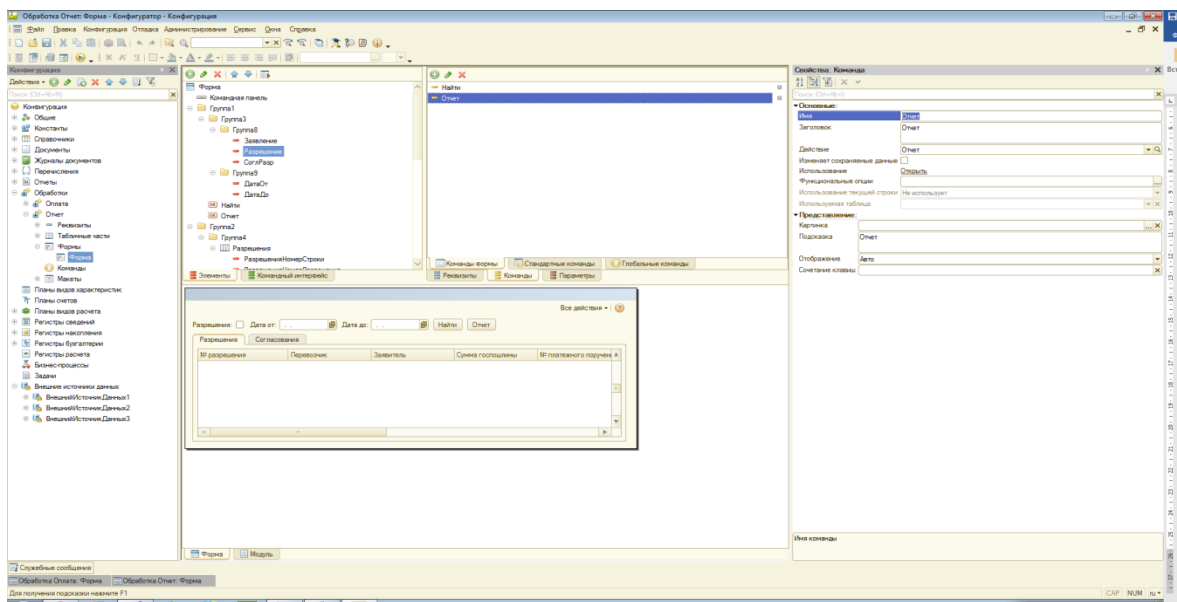 Обработка Отчет: Форма - Конфигуратор - Конфигурация
Файл Правка Конфигурация Отладка Администрирование Сервис Окна Справка
Конфигурация
Действия
Поиск (Ctrl+Alt+M)
Конфигурация
Общие
Константы
Справочники
Документы
Журналы документов
Перечисления
Отчеты
Обработки
Оплата
Отчет
Реквизиты
Табличные части
Формы
Форма
Команды
Макеты
Планы видов характеристик
Планы счетов
Планы видов расчета
Регистры сведений
Регистры накопления
Регистры бухгалтерии
Регистры расчета
Бизнес-процессы
Задачи
Внешние источники данных
ВнешнийИсточникДанных1
ВнешнийИсточникДанных2
ВнешнийИсточникДанных3
Форма
Командная панель
Группа1
Группа3
Группа8
Заявление
Разрешение
СоглРазр
Группа9
ДатаОт
ДатаДо
Найти
Отчет
Группа2
Группа4
Разрешения
РазрешенияНомерСтроки
Элементы Командный интерфейс
Найти
Отчет
Команды формы Стандартные команды Глобальные команды
Реквизиты Команды Параметры
Все действия
Разрешения: Дата от: . . Дата до: . . Найти Отчет
Разрешения Согласования
№ разрешения Перевозчик Заявитель Сумма госпошлины № платежного поручен
Форма Модуль
Свойства: Команда
Поиск (Ctrl+Alt+I)
Основные:
Имя Отчет
Заголовок Отчет
Действие Отчет
Изменяет сохраняемые данные
Использование Открыть
Функциональные опции
Использование текущей строки Не использует
Используемая таблица
Представление:
Картинка
Подсказка Отчет
Отображение Авто
Сочетание клавиш
Имя команды
Служебные сообщения
Обработка Оплата: Форма Обработка Отчет: Форма
Для получения подсказки нажмите F1 CAP NUM ru